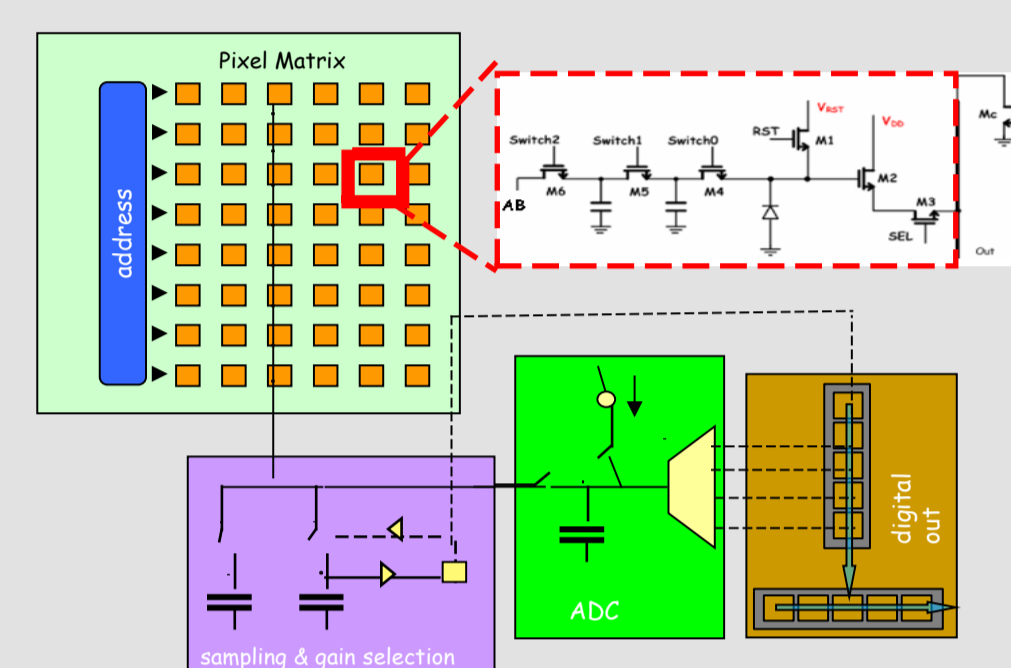 Pixel Matrix
address
Switch2
Switch1
Switch0
RST
VRST
M1
VDD
M2
M3
SEL
M6
M5
M4
AB
Mc
Out
digital
out
ADC
sampling & gain selection